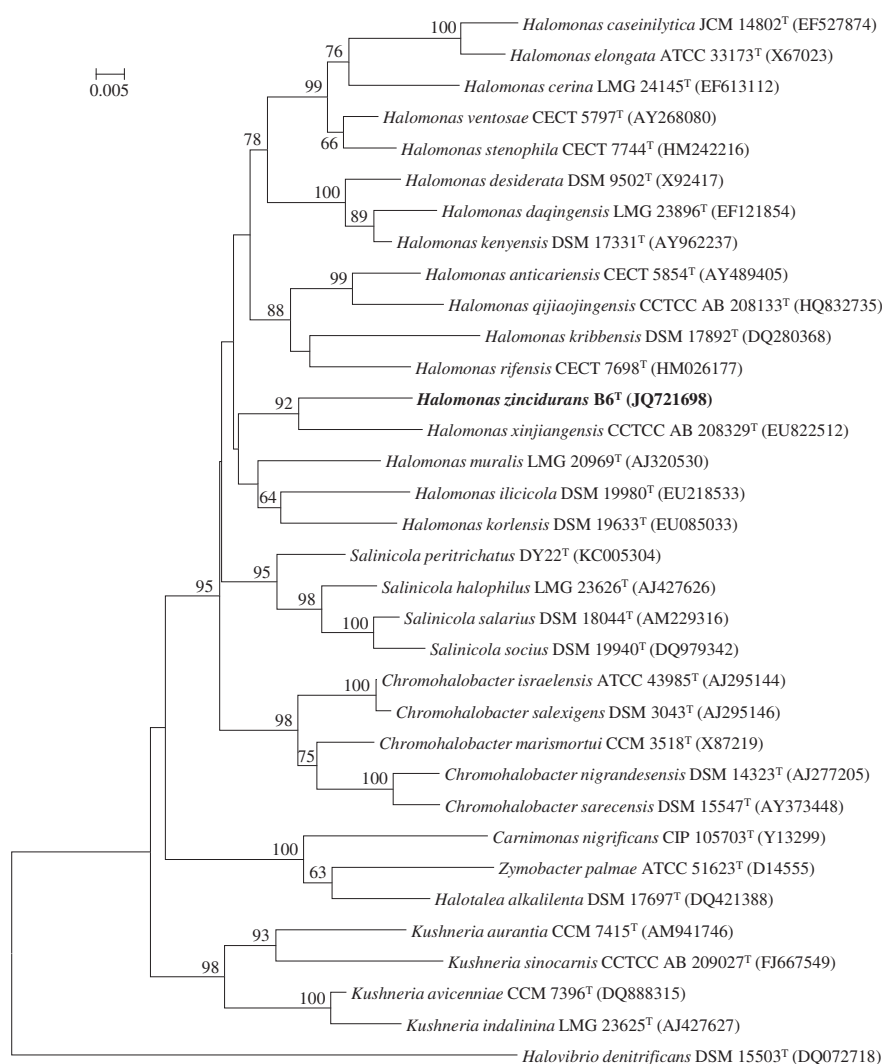 100
Halomonas caseinilytica JCM 14802ᵀ (EF527874)
76
Halomonas elongata ATCC 33173ᵀ (X67023)
0.005
99
Halomonas cerina LMG 24145ᵀ (EF613112)
Halomonas ventosae CECT 5797ᵀ (AY268080)
78
66
Halomonas stenophila CECT 7744ᵀ (HM242216)
Halomonas desiderata DSM 9502ᵀ (X92417)
100
89
Halomonas daqingensis LMG 23896ᵀ (EF121854)
Halomonas kenyensis DSM 17331ᵀ (AY962237)
99
Halomonas anticariensis CECT 5854ᵀ (AY489405)
88
Halomonas qijiaojingensis CCTCC AB 208133ᵀ (HQ832735)
Halomonas kribbensis DSM 17892ᵀ (DQ280368)
Halomonas rifensis CECT 7698ᵀ (HM026177)
92
Halomonas zincidurans B6ᵀ (JQ721698)
Halomonas xinjiangensis CCTCC AB 208329ᵀ (EU822512)
Halomonas muralis LMG 20969ᵀ (AJ320530)
64
Halomonas ilicicola DSM 19980ᵀ (EU218533)
Halomonas korlensis DSM 19633ᵀ (EU085033)
Salinicola peritrichatus DY22ᵀ (KC005304)
95
95
Salinicola halophilus LMG 23626ᵀ (AJ427626)
98
Salinicola salarius DSM 18044ᵀ (AM229316)
100
Salinicola socius DSM 19940ᵀ (DQ979342)
Chromohalobacter israelensis ATCC 43985ᵀ (AJ295144)
100
Chromohalobacter salexigens DSM 3043ᵀ (AJ295146)
98
Chromohalobacter marismortui CCM 3518ᵀ (X87219)
75
Chromohalobacter nigrandesensis DSM 14323ᵀ (AJ277205)
100
Chromohalobacter sarecensis DSM 15547ᵀ (AY373448)
Carnimonas nigrificans CIP 105703ᵀ (Y13299)
100
Zymobacter palmae ATCC 51623ᵀ (D14555)
63
Halotalea alkalilenta DSM 17697ᵀ (DQ421388)
Kushneria aurantia CCM 7415ᵀ (AM941746)
93
Kushneria sinocarnis CCTCC AB 209027ᵀ (FJ667549)
98
Kushneria avicenniae CCM 7396ᵀ (DQ888315)
100
Kushneria indalinina LMG 23625ᵀ (AJ427627)
Halovibrio denitrificans DSM 15503ᵀ (DQ072718)